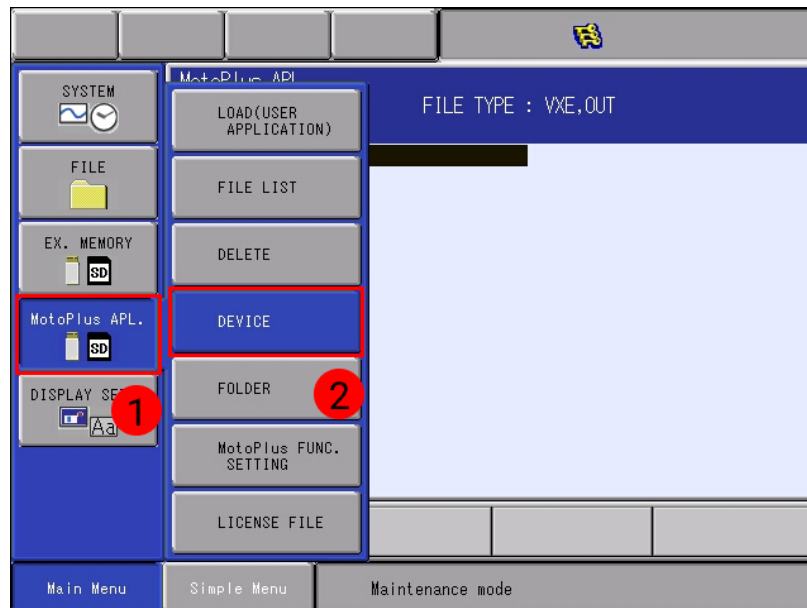 SYSTEM
FILE
EX. MEMORY
SD
MotoPlus APL.
SD
DISPLAY SE
Aa
1
MotoPlus APL
LOAD(USER
APPLICATION)
FILE LIST
DELETE
DEVICE
FOLDER
2
MotoPlus FUNC.
SETTING
LICENSE FILE
FILE TYPE : VXE,OUT
Main Menu
Simple Menu
Maintenance mode